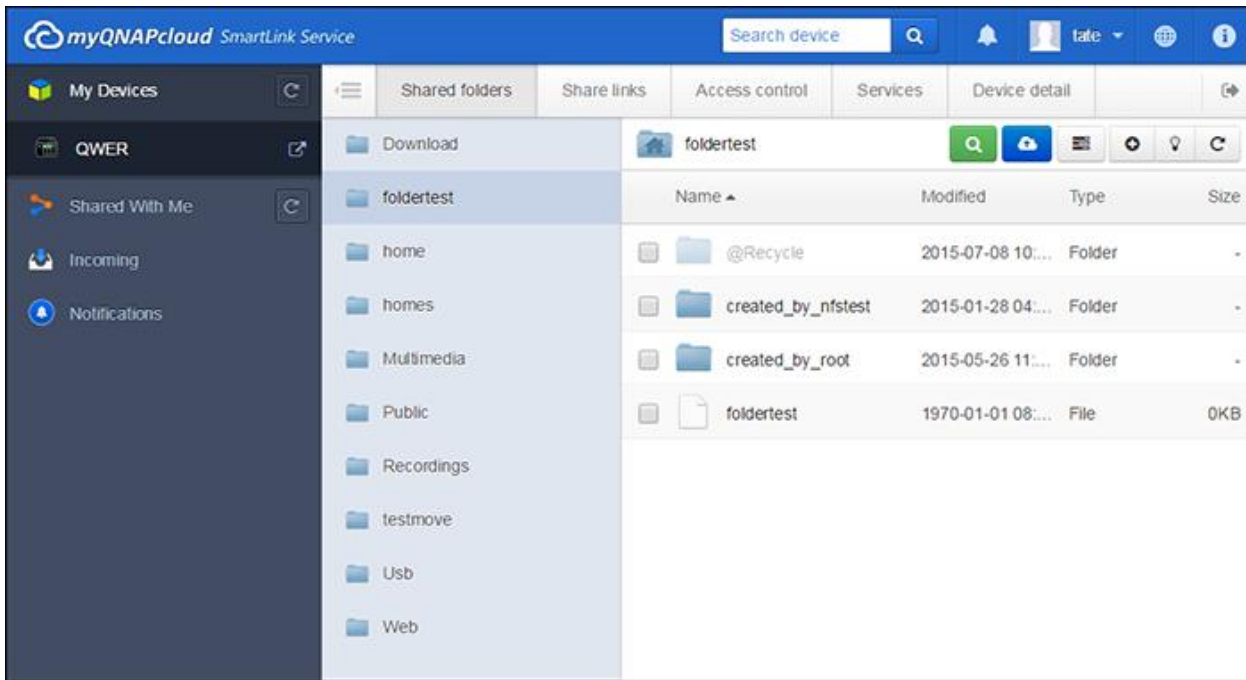 myQNAPcloud SmartLink Service
Search device
tate
My Devices
Shared folders
Share links
Access control
Services
Device detail
QWER
Shared With Me
Incoming
Notifications
Download
foldertest
home
homes
Multimedia
Public
Recordings
testmove
Usb
Web
foldertest
Name Modified Type Size
@Recycle 2015-07-08 10:... Folder -
created_by_nfstest 2015-01-28 04:... Folder -
created_by_root 2015-05-26 11:... Folder -
foldertest 1970-01-01 08:... File 0KB